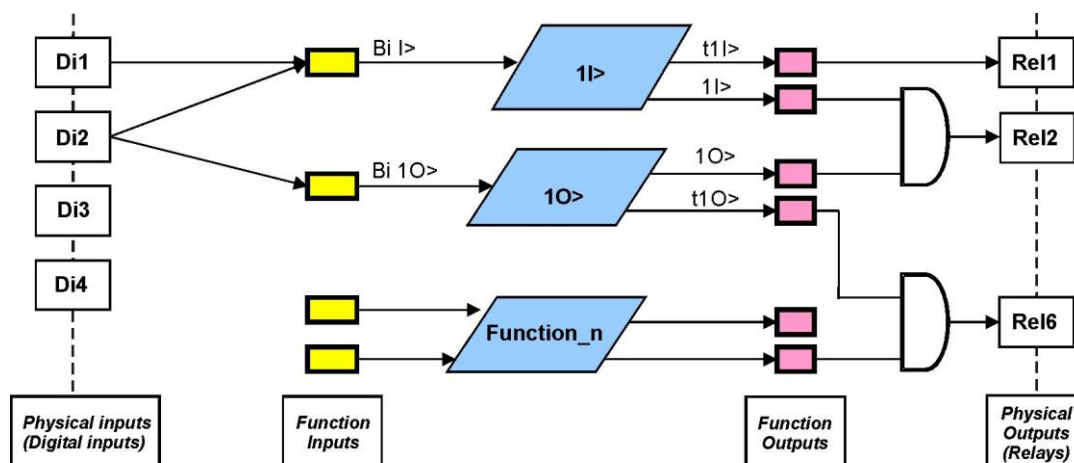 Di1
Bi I>
1I>
t1I>
1I>
Rel1
Di2
Rel2
Bi 1O>
1O>
1O>
t1O>
Di3
Di4
Function_n
Rel6
Physical inputs
(Digital inputs)
Function
Inputs
Function
Outputs
Physical
Outputs
(Relays)